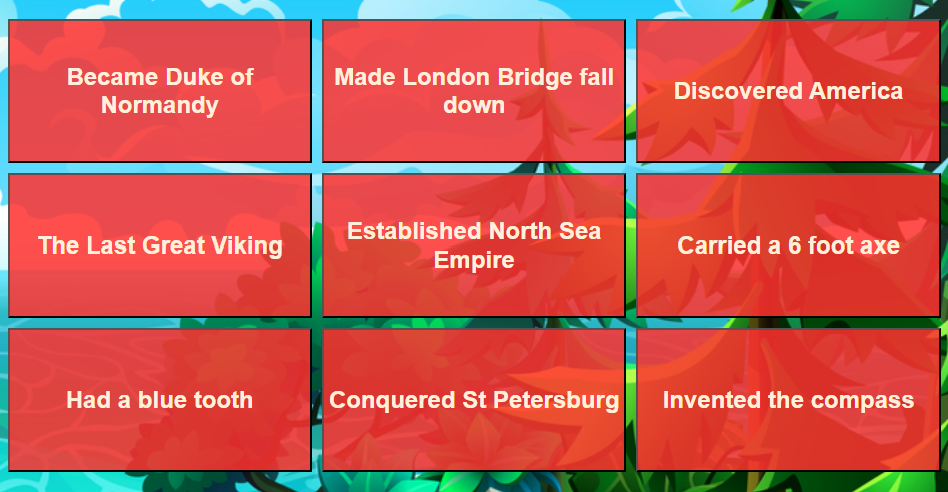 Became Duke of
Normandy
Made London Bridge fall
down
Discovered America
The Last Great Viking
Established North Sea
Empire
Carried a 6 foot axe
Had a blue tooth
Conquered St Petersburg
Invented the compass